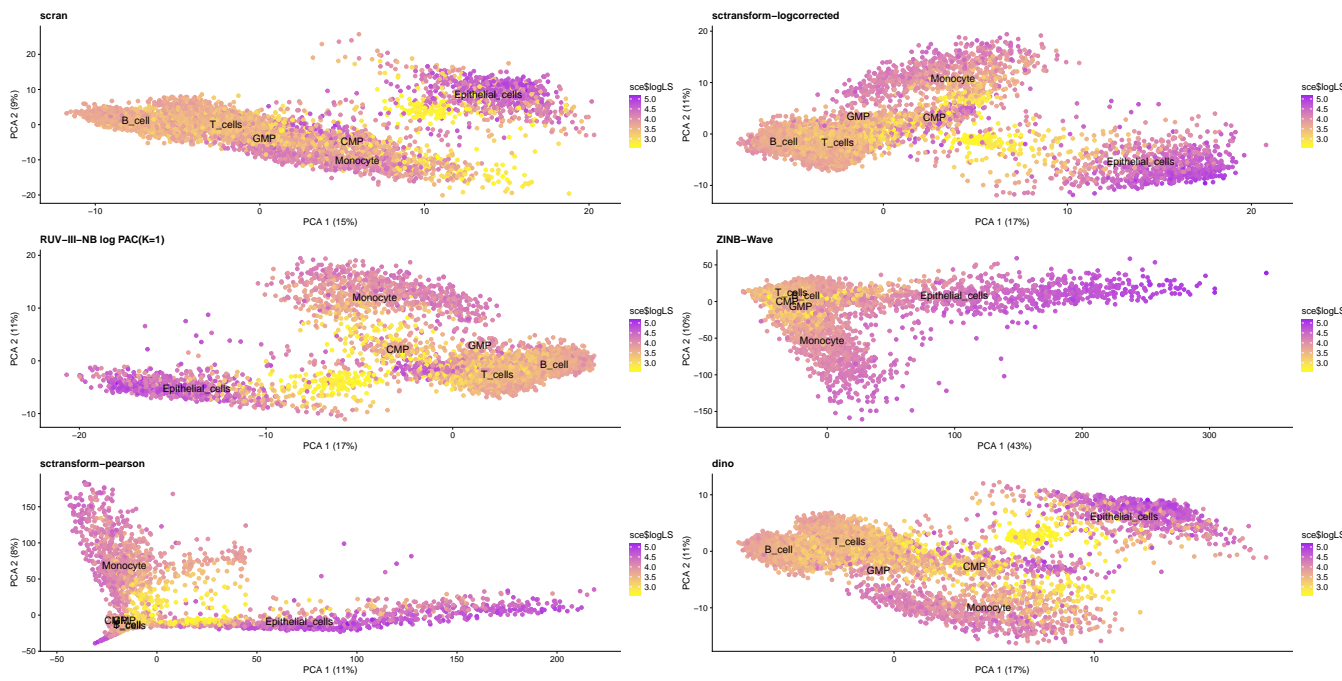 scran
PCA 2 (9%)
20
10
0
−10
−20
B_cell
T_cells
GMP
CMP
Monocyte
Epithelial_cells
−10
0
10
20
PCA 1 (15%)
sce$logLS
5.0
4.5
4.0
3.5
3.0
sctransform−logcorrected
PCA 2 (11%)
10
0
−10
Monocyte
GMP
CMP
B_cell
T_cells
Epithelial_cells
0
10
20
PCA 1 (17%)
sce$logLS
5.0
4.5
4.0
3.5
3.0
RUV−III−NB log PAC(K=1)
PCA 2 (11%)
20
10
0
−10
Monocyte
CMP
GMP
B_cell
T_cells
Epithelial_cells
−20
−10
0
PCA 1 (17%)
sce$logLS
5.0
4.5
4.0
3.5
3.0
ZINB−Wave
PCA 2 (10%)
50
0
−50
−100
−150
T_cells
B_cell
CMP
GMP
Monocyte
Epithelial_cells
0
100
200
300
PCA 1 (43%)
sce$logLS
5.0
4.5
4.0
3.5
3.0
sctransform−pearson
PCA 2 (8%)
150
100
50
0
−50
Monocyte
CMP
GMP
T_cells
Epithelial_cells
−50
0
50
100
150
200
PCA 1 (11%)
sce$logLS
5.0
4.5
4.0
3.5
3.0
dino
PCA 2 (11%)
10
0
−10
Epithelial_cells
T_cells
B_cell
GMP
CMP
Monocyte
0
10
PCA 1 (17%)
sce$logLS
5.0
4.5
4.0
3.5
3.0